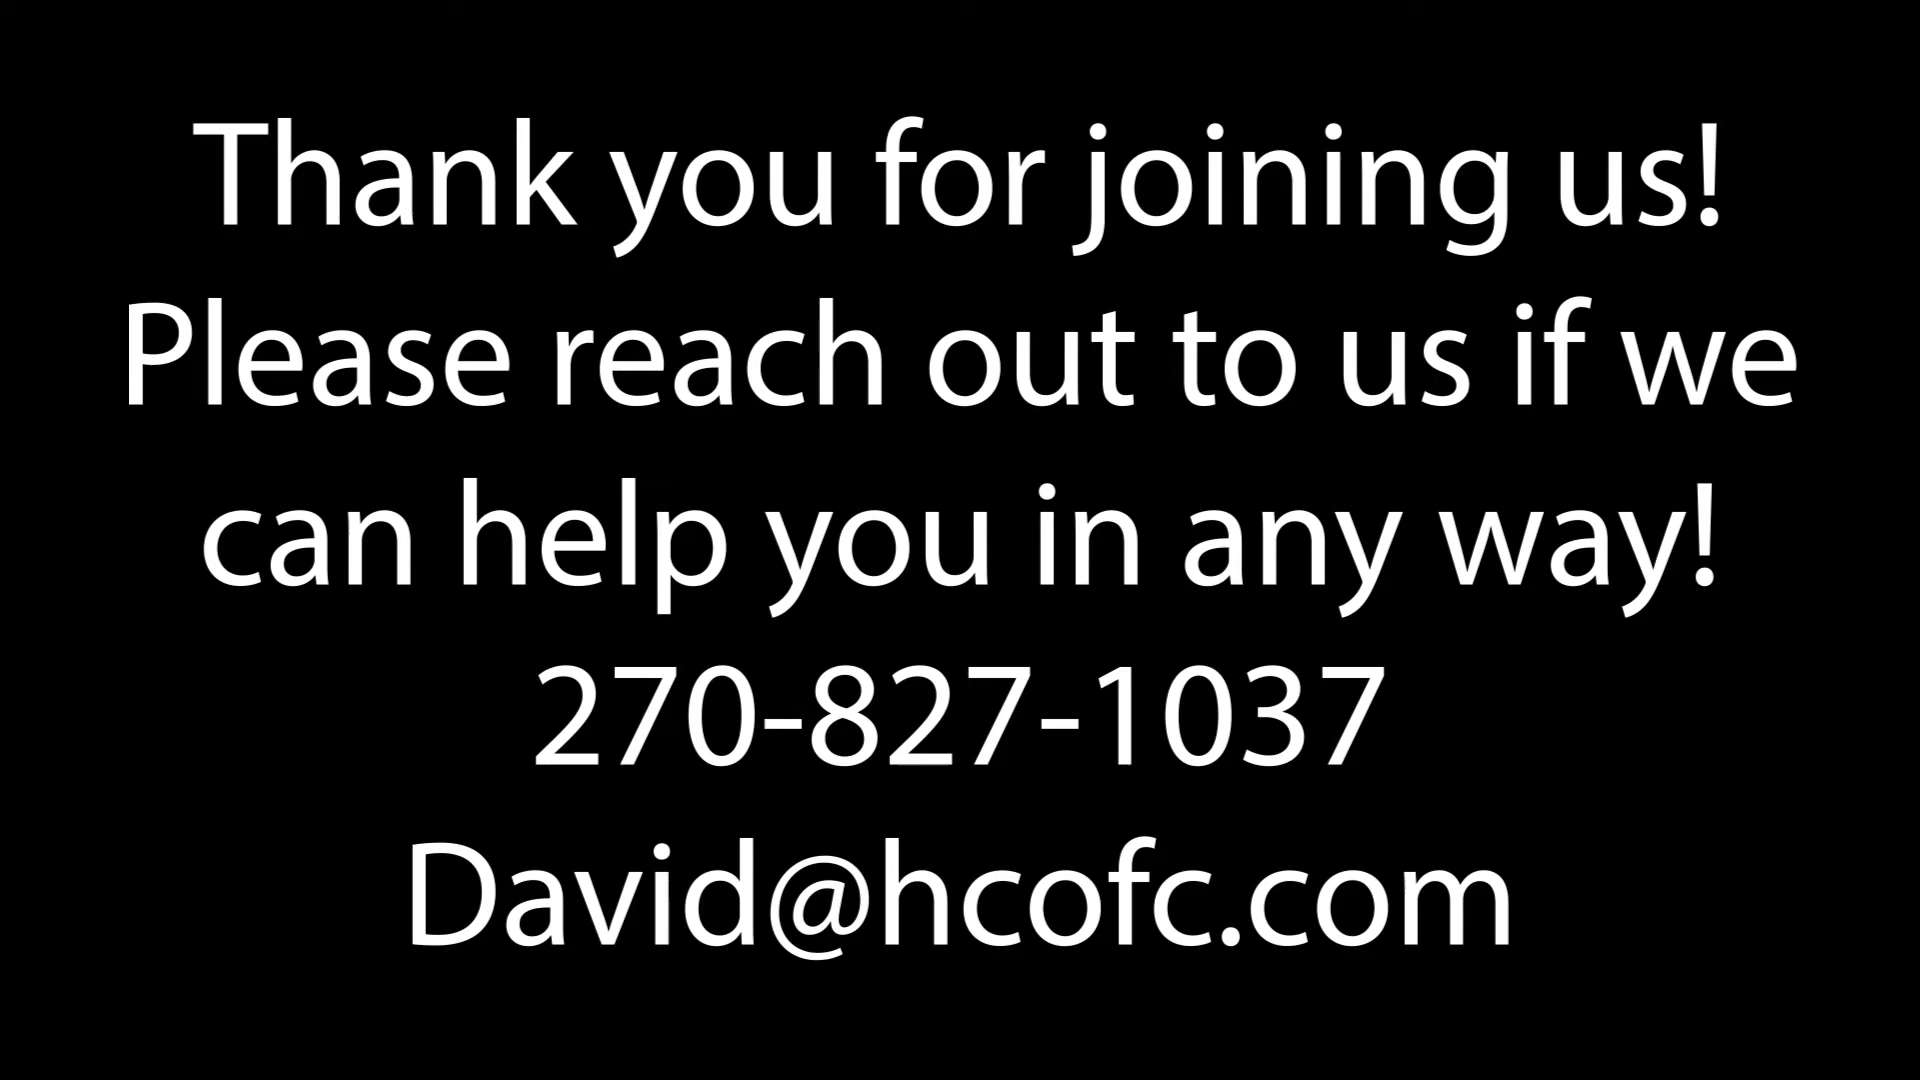 Thank you for joining us!
Please reach out to us if we
can help you in any way!
270-827-1037
David@hcofc.com